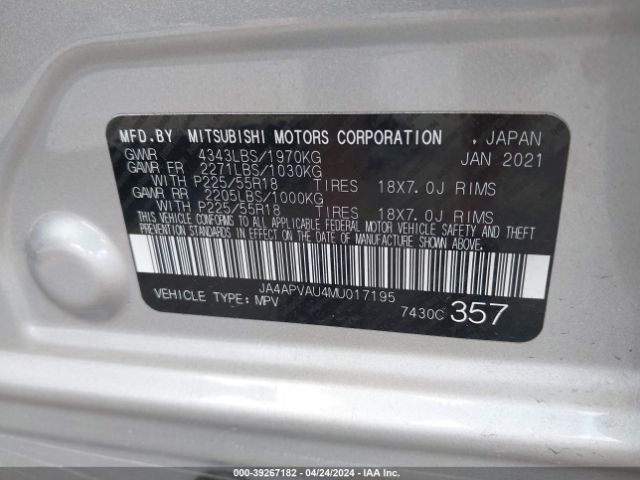 MFD.BY MITSUBISHI MOTORS CORPORATION , JAPAN
GVWR 4343LBS/1970KG JAN 2021
GAWR FR 2271LBS/1030KG
WITH P225/55R18 TIRES 18X7.0J RIMS
GAWR RR 2205LBS/1000KG
WITH P225/55R18 TIRES 18X7.0J RIMS
THIS VEHICLE CONFORMS TO ALL APPLICABLE FEDERAL MOTOR VEHICLE SAFETY AND THEFT
PREVENTION STANDARDS IN EFFECT ON THE DATE OF MANUFACTURE SHOWN ABOVE.
JA4APVAU4MU017195
VEHICLE TYPE: MPV 7430C 357
000-39267182 - 04/24/2024 - IAA Inc.